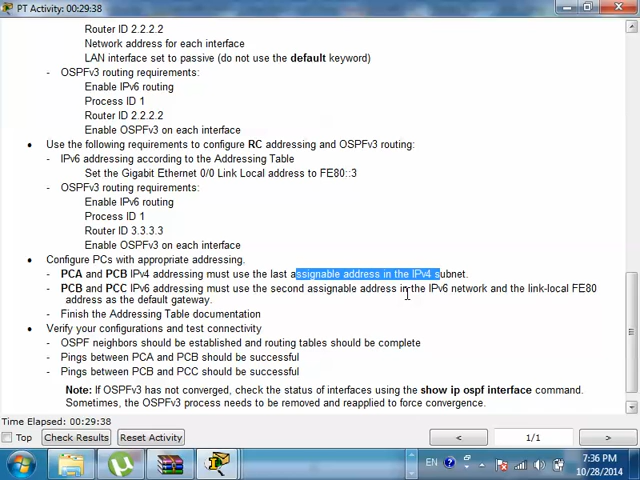 PT Activity: 00:29:38
Router ID 2.2.2.2
Network address for each interface
LAN interface set to passive (do not use the default keyword)
- OSPFv3 routing requirements:
Enable IPv6 routing
Process ID 1
Router ID 2.2.2.2
Enable OSPFv3 on each interface
• Use the following requirements to configure RC addressing and OSPFv3 routing:
- IPv6 addressing according to the Addressing Table
Set the Gigabit Ethernet 0/0 Link Local address to FE80::3
- OSPFv3 routing requirements:
Enable IPv6 routing
Process ID 1
Router ID 3.3.3.3
Enable OSPFv3 on each interface
• Configure PCs with appropriate addressing.
- PCA and PCB IPv4 addressing must use the last assignable address in the IPv4 subnet.
- PCB and PCC IPv6 addressing must use the second assignable address in the IPv6 network and the link-local FE80
address as the default gateway.
- Finish the Addressing Table documentation
• Verify your configurations and test connectivity
- OSPF neighbors should be established and routing tables should be complete
- Pings between PCA and PCB should be successful
- Pings between PCB and PCC should be successful
Note: If OSPFv3 has not converged, check the status of interfaces using the show ip ospf interface command.
Sometimes, the OSPFv3 process needs to be removed and reapplied to force convergence.
Time Elapsed: 00:29:38
Top Check Results Reset Activity < 1/1 >
EN 7:36 PM
10/28/2014